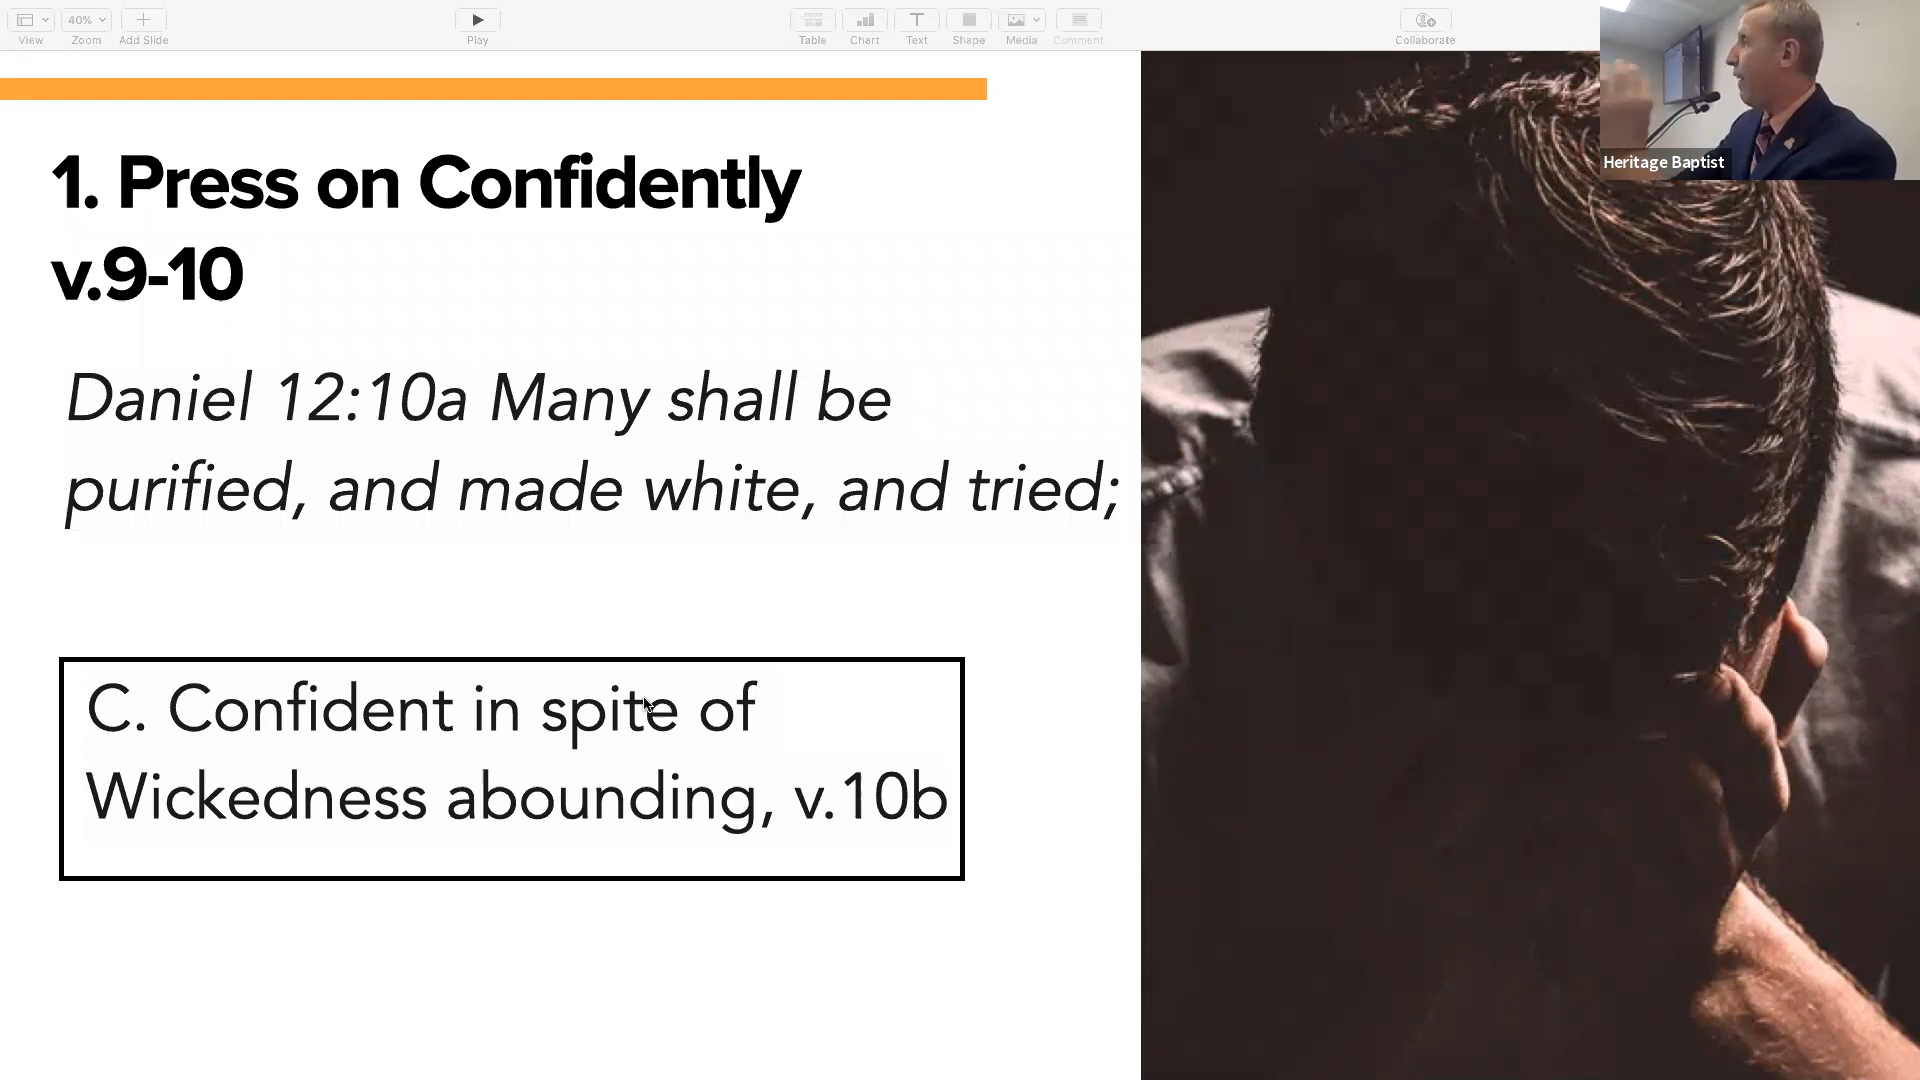 40%
View
Zoom
Add Slide
Play
Table
Chart
Text
Shape
Media
Comment
Collaborate
Heritage Baptist
1. Press on Confidently
v.9-10
Daniel 12:10a Many shall be
purified, and made white, and tried;
C. Confident in spite of
Wickedness abounding, v.10b